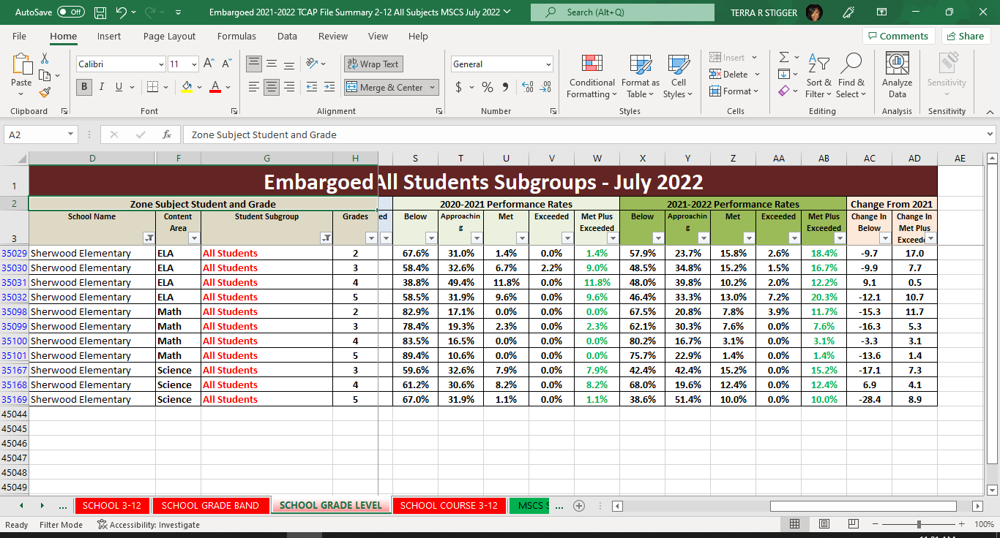 AutoSave Off Embargoed 2021-2022 TCAP File Summary 2-12 All Subjects MSCS July 2022 Search (Alt+Q) TERRA R STIGGER
File Home Insert Page Layout Formulas Data Review View Help Comments Share
Calibri 11 ab Wrap Text General Insert Σ
Paste B I U Merge & Center $ % Conditional Formatting Format as Table Cell Styles Delete Sort & Filter Find & Select Analyze Data Sensitivity
Format
Clipboard Font Alignment Number Styles Cells Editing Analysis Sensitivity
A2 fx Zone Subject Student and Grade
D F G H S T U V W X Y Z AA AB AC AD AE
1 Embargoed All Students Subgroups - July 2022
2 Zone Subject Student and Grade 2020-2021 Performance Rates 2021-2022 Performance Rates Change From 2021
3 School Name Content Area Student Subgroup Grades ed Below Approaching Met Exceeded Met Plus Exceeded Below Approaching Met Exceeded Met Plus Exceeded Change In Below Change In Met Plus Exceed
35029 Sherwood Elementary ELA All Students 2 67.6% 31.0% 1.4% 0.0% 1.4% 57.9% 23.7% 15.8% 2.6% 18.4% -9.7 17.0
35030 Sherwood Elementary ELA All Students 3 58.4% 32.6% 6.7% 2.2% 9.0% 48.5% 34.8% 15.2% 1.5% 16.7% -9.9 7.7
35031 Sherwood Elementary ELA All Students 4 38.8% 49.4% 11.8% 0.0% 11.8% 48.0% 39.8% 10.2% 2.0% 12.2% 9.1 0.5
35032 Sherwood Elementary ELA All Students 5 58.5% 31.9% 9.6% 0.0% 9.6% 46.4% 33.3% 13.0% 7.2% 20.3% -12.1 10.7
35098 Sherwood Elementary Math All Students 2 82.9% 17.1% 0.0% 0.0% 0.0% 67.5% 20.8% 7.8% 3.9% 11.7% -15.3 11.7
35099 Sherwood Elementary Math All Students 3 78.4% 19.3% 2.3% 0.0% 2.3% 62.1% 30.3% 7.6% 0.0% 7.6% -16.3 5.3
35100 Sherwood Elementary Math All Students 4 83.5% 16.5% 0.0% 0.0% 0.0% 80.2% 16.7% 3.1% 0.0% 3.1% -3.3 3.1
35101 Sherwood Elementary Math All Students 5 89.4% 10.6% 0.0% 0.0% 0.0% 75.7% 22.9% 1.4% 0.0% 1.4% -13.6 1.4
35167 Sherwood Elementary Science All Students 3 59.6% 32.6% 7.9% 0.0% 7.9% 42.4% 42.4% 15.2% 0.0% 15.2% -17.1 7.3
35168 Sherwood Elementary Science All Students 4 61.2% 30.6% 8.2% 0.0% 8.2% 68.0% 19.6% 12.4% 0.0% 12.4% 6.9 4.1
35169 Sherwood Elementary Science All Students 5 67.0% 31.9% 1.1% 0.0% 1.1% 38.6% 51.4% 10.0% 0.0% 10.0% -28.4 8.9
45044
45045
45046
45047
45048
45049
... SCHOOL 3-12 SCHOOL GRADE BAND SCHOOL GRADE LEVEL SCHOOL COURSE 3-12 MSCS S ...
Ready Filter Mode Accessibility: Investigate 100%